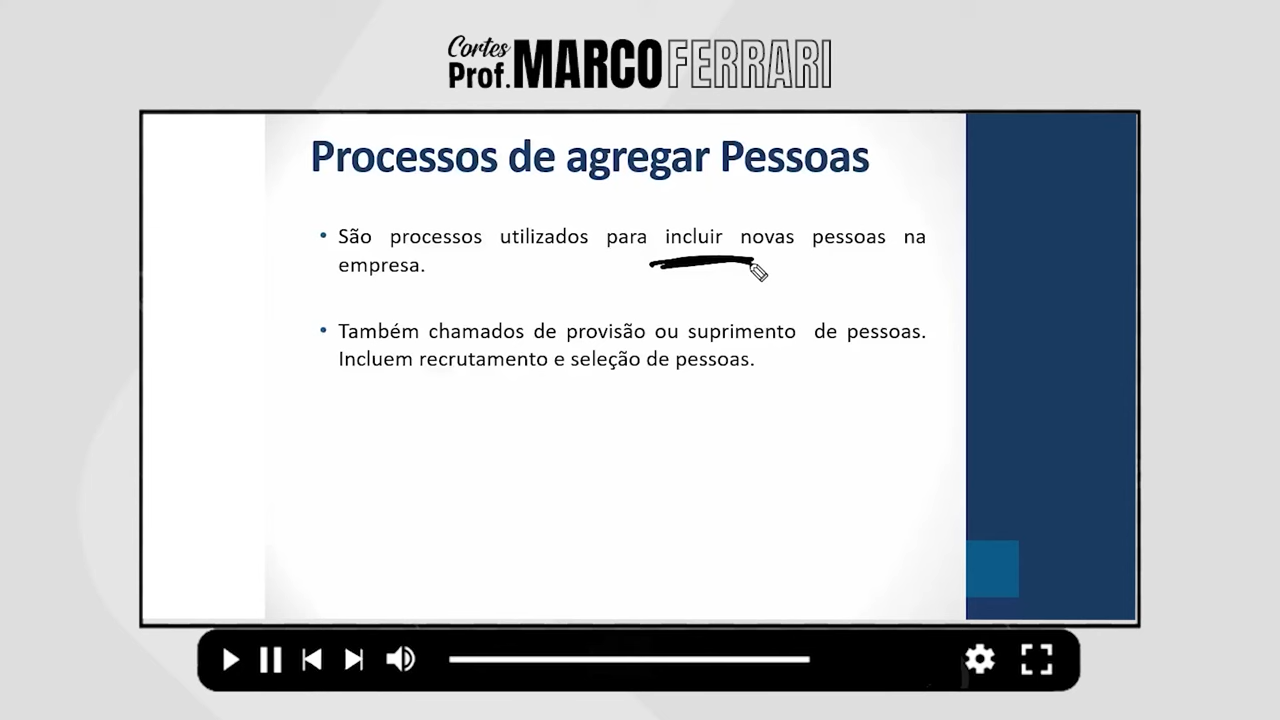 Cortes
Prof. MARCO FERRARI
Processos de agregar Pessoas
• São processos utilizados para incluir novas pessoas na
empresa.
• Também chamados de provisão ou suprimento de pessoas.
Incluem recrutamento e seleção de pessoas.